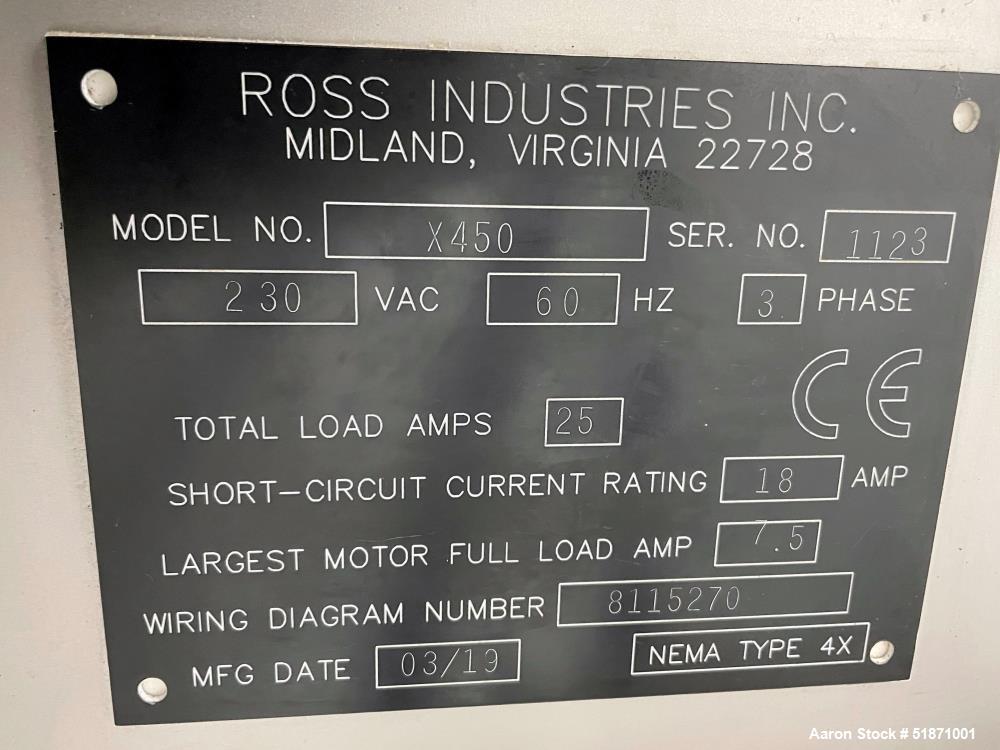 ROSS INDUSTRIES INC.
MIDLAND, VIRGINIA 22728
MODEL NO. X450 SER. NO. 1123
230 VAC 60 HZ 3 PHASE
CE
TOTAL LOAD AMPS 25
SHORT-CIRCUIT CURRENT RATING 18 AMP
LARGEST MOTOR FULL LOAD AMP 7.5
WIRING DIAGRAM NUMBER 8115270
MFG DATE 03/19 NEMA TYPE 4X
Aaron Stock # 51871001